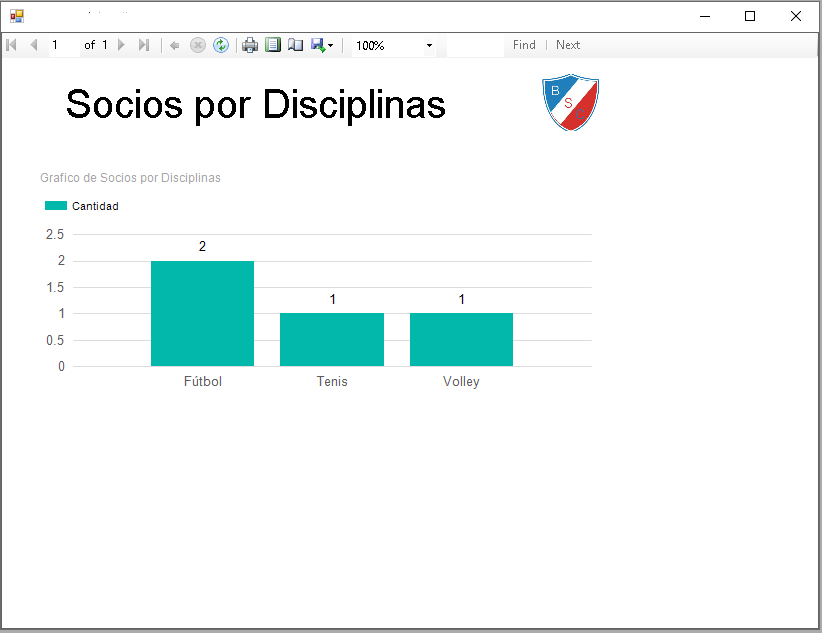 1 of 1 100% Find | Next
Socios por Disciplinas
B
S
C
Grafico de Socios por Disciplinas
Cantidad
2.5
2
1.5
1
0.5
0
2
1
1
Fútbol Tenis Volley